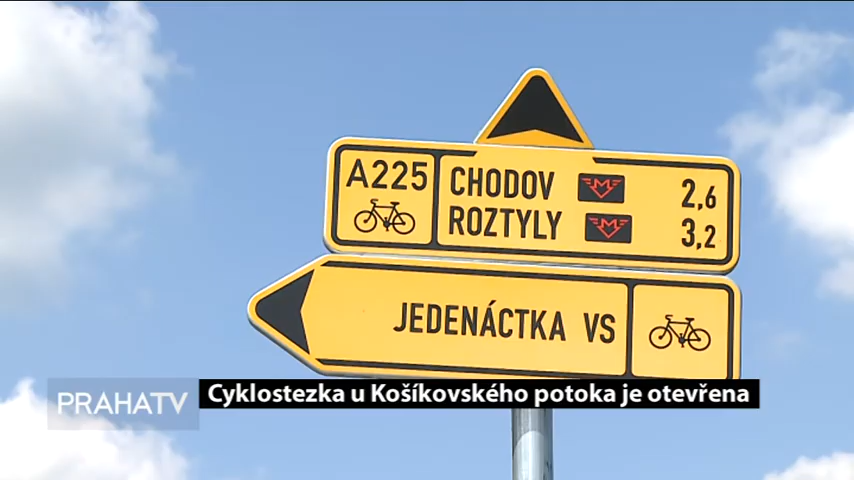 A225
CHODOV M 2,6
ROZTYLY M 3,2
JEDENÁCTKA VS
PRAHATV
Cyklostezka u Košíkovského potoka je otevřena